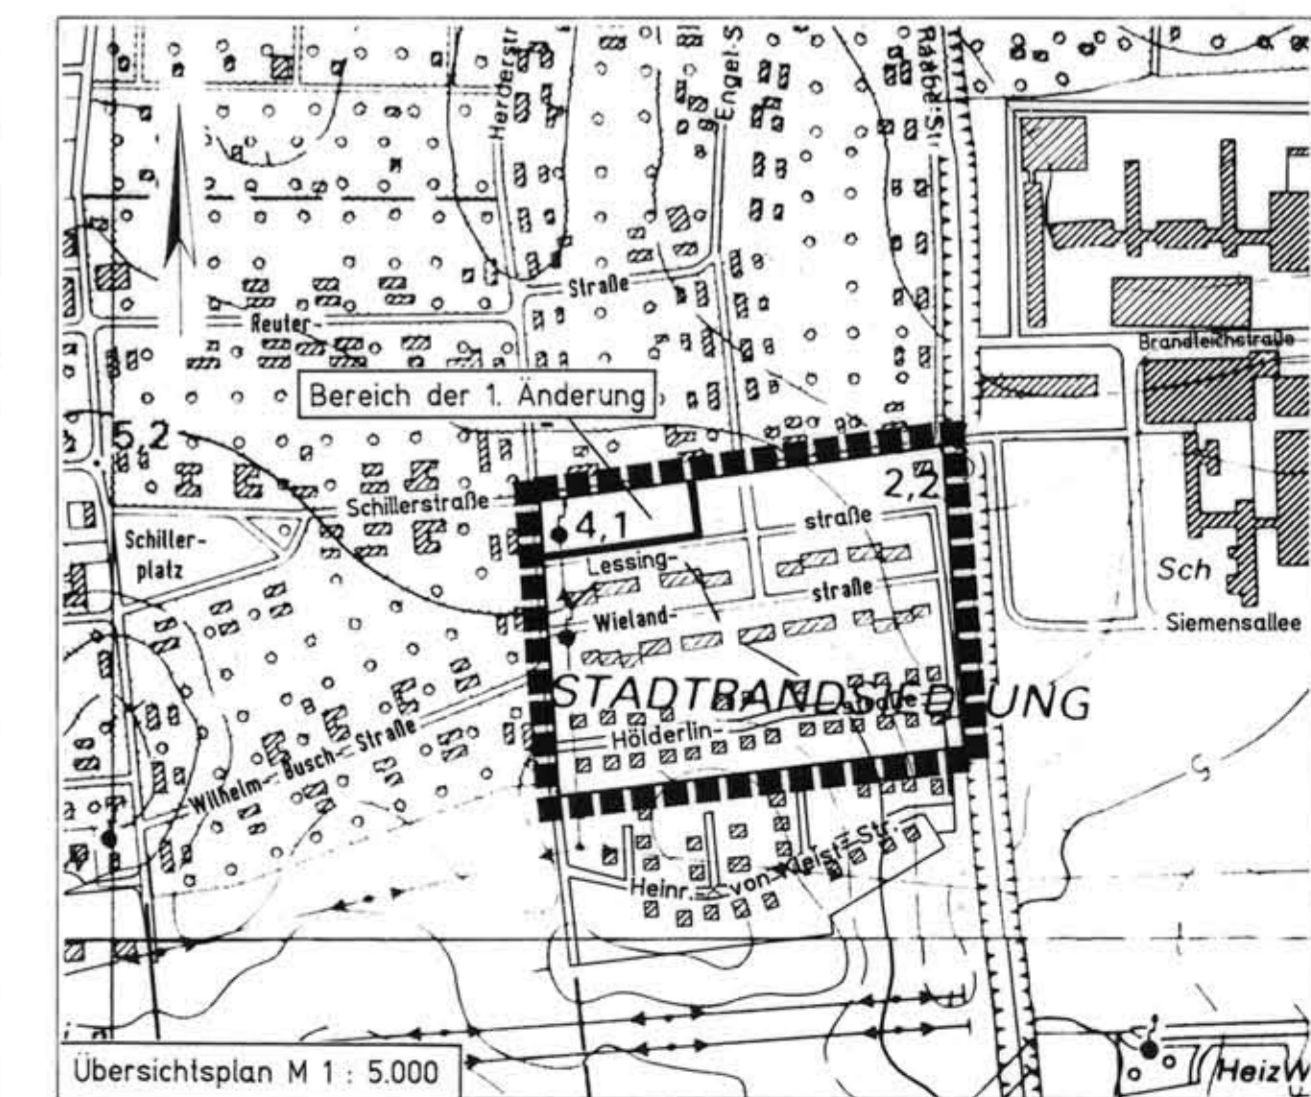 Herderstr
Engel-S
Raabe-Str
Straße
Reuter-
Brandleichstraße
Bereich der 1. Änderung
5,2
2,2
Schillerstraße
straße
4,1
Schiller-
platz
Lessing-
Sch
straße
Wieland-
Siemensallee
STADTRANDSIEDLUNG
Hölderlin-
Wilhelm- Busch- Straße
5
Heinr.- von Kleist- Str.
Übersichtsplan M 1 : 5.000
HeizW